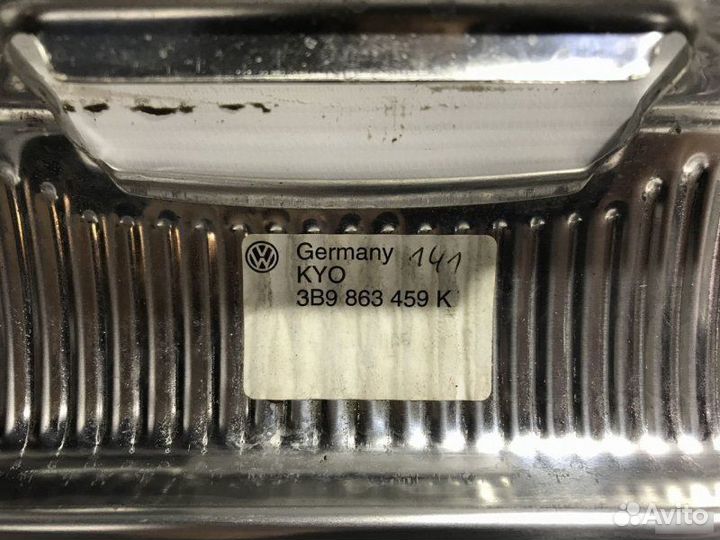 Germany 141
KYO
3B9 863 459 K
Avito